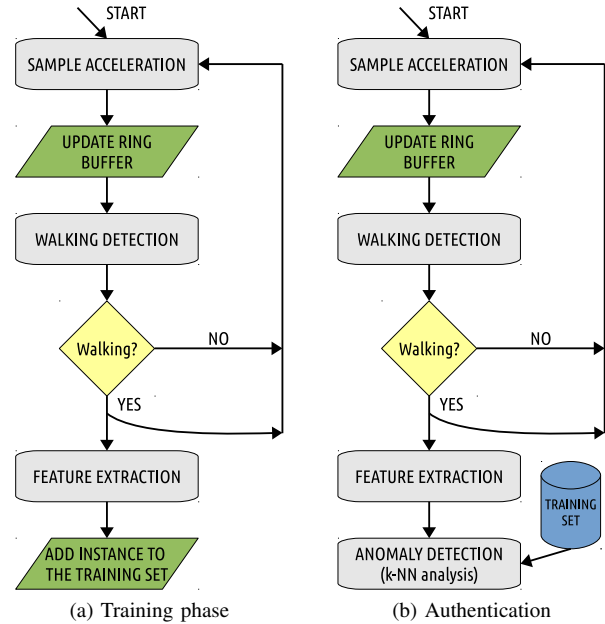 START
SAMPLE ACCELERATION
UPDATE RING
BUFFER
WALKING DETECTION
Walking?
NO
YES
FEATURE EXTRACTION
ADD INSTANCE TO
THE TRAINING SET
(a) Training phase
START
SAMPLE ACCELERATION
UPDATE RING
BUFFER
WALKING DETECTION
Walking?
NO
YES
FEATURE EXTRACTION
TRAINING
SET
ANOMALY DETECTION
(k-NN analysis)
(b) Authentication